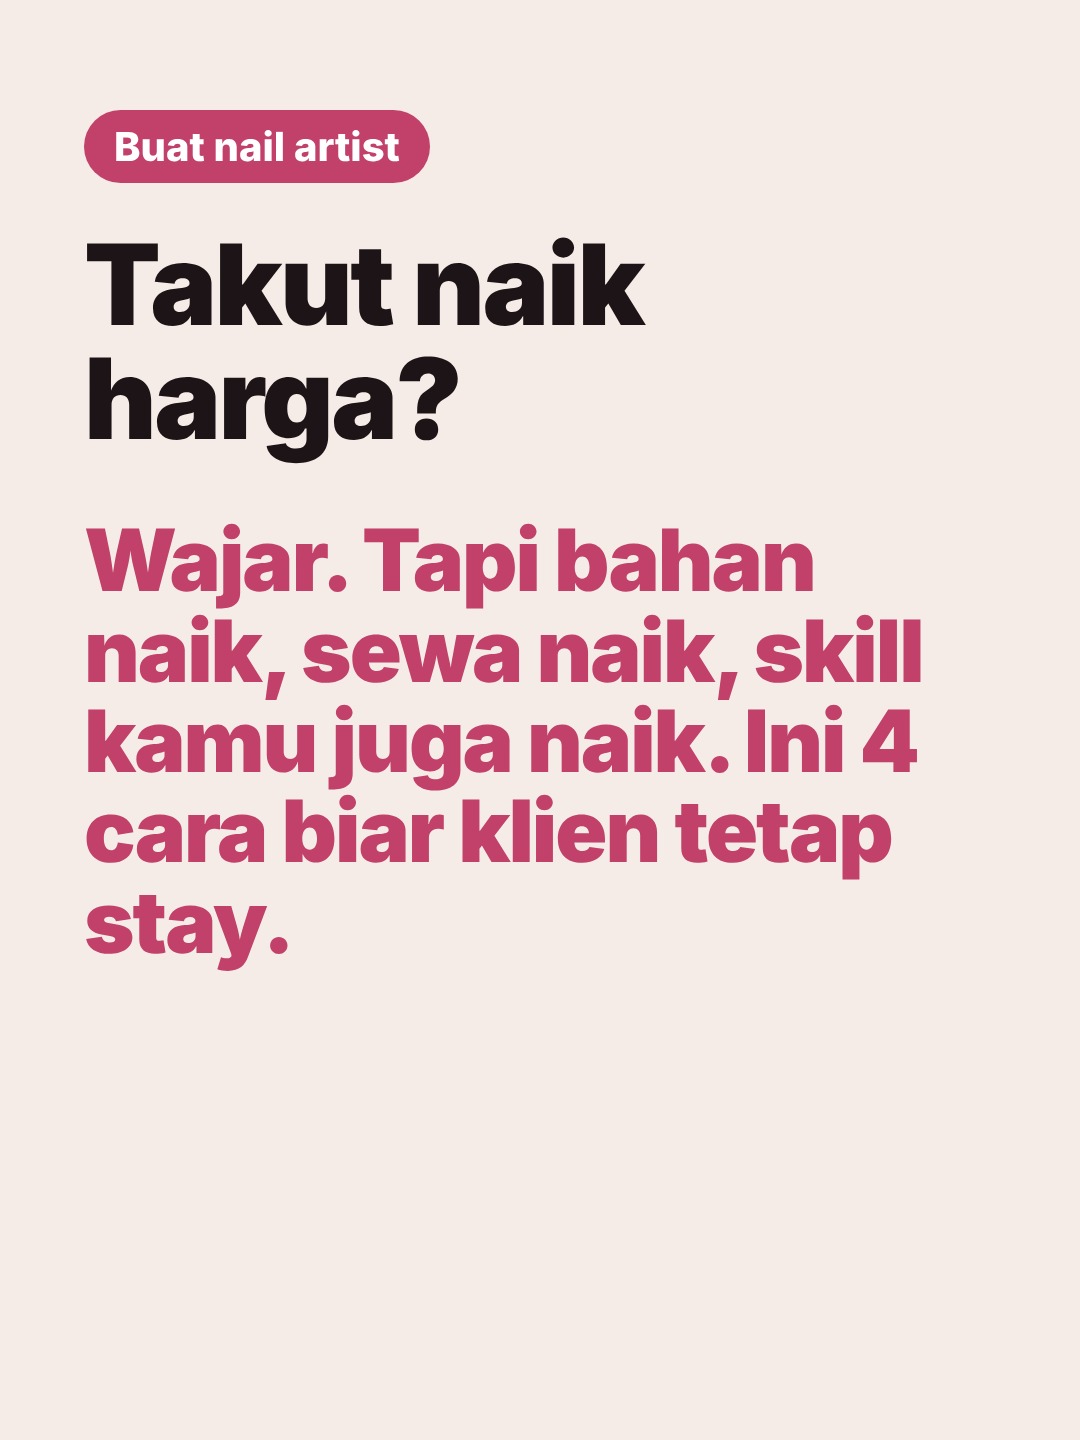 Buat nail artist
Takut naik
harga?
Wajar. Tapi bahan
naik, sewa naik, skill
kamu juga naik. Ini 4
cara biar klien tetap
stay.